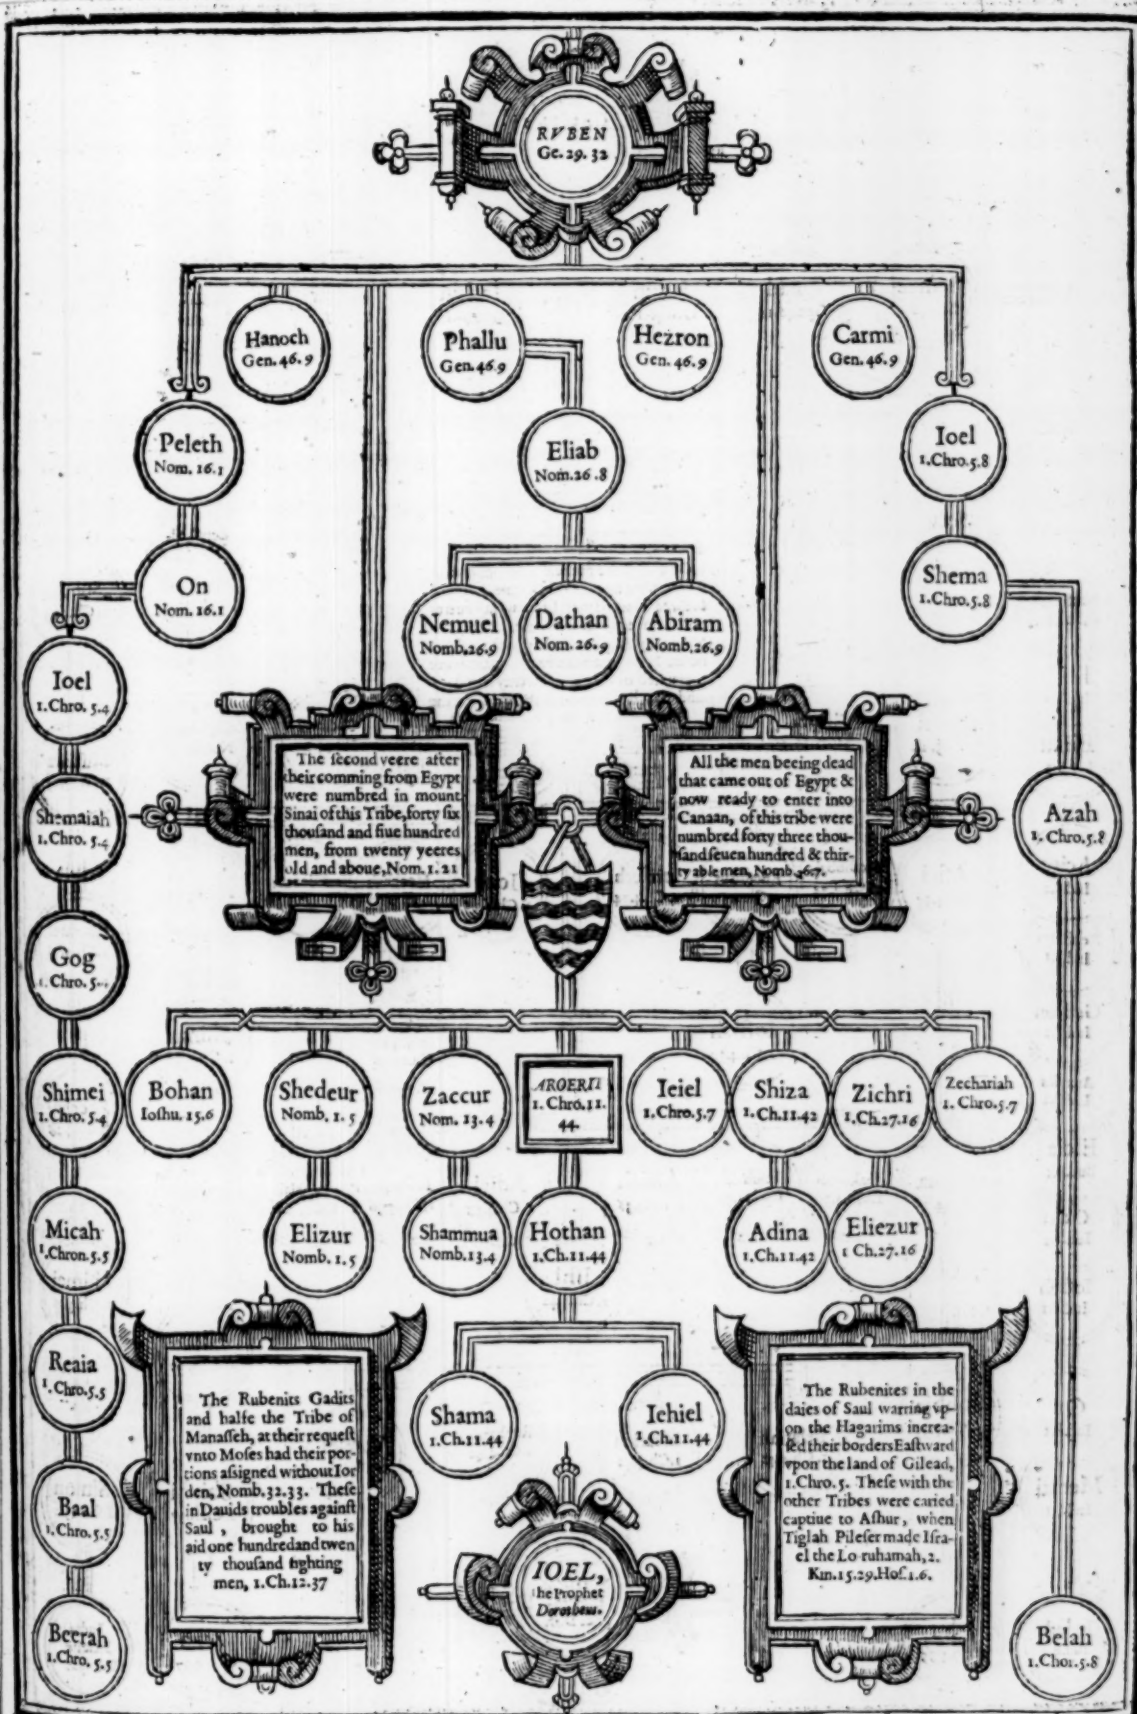 RVBEN
Ge. 29. 32
Hanoch
Gen. 46. 9
Phallu
Gen. 46 9
Hezron
Gen. 46. 9
Carmi
Gen. 46. 9
Peleth
Nom. 16. 1
Eliab
Nom. 26 . 8
Ioel
1. Chro. 5. 8
On
Nom. 16. 1
Shema
1. Chro. 5. 8
Nemuel
Nomb. 26. 9
Dathan
Nom. 26. 9
Abiram
Nomb. 26. 9
Ioel
1. Chro. 5. 4
Shemaiah
1. Chro. 5. 4
Gog
1. Chro. 5.
The ſecond yeere after
their comming from Egypt
were numbred in mount
Sinai of this Tribe, forty ſix
thouſand and fiue hundred
men, from twenty yeeres
old and aboue, Nom. 1. 21
All the men beeing dead
that came out of Egypt &
now ready to enter into
Canaan, of this tribe were
numbred forty three thou-
ſand ſeuen hundred & thir-
ty able men, Nomb. 26. 7.
Azah
1. Chro. 5. 8
Shimei
1. Chro. 5. 4
Bohan
Ioſhu. 15. 6
Shedeur
Nomb. 1. 5
Zaccur
Nom. 13. 4
1. Chro. 11.
44.
Ieiel
1. Chro. 5. 7
Shiza
1. Ch. 11. 42
Zichri
1. Ch. 27. 16
Zechariah
1. Chro. 5. 7
Micah
1. Chron. 5. 5
Elizur
Nomb. 1. 5
Shammua
Nomb. 13. 4
Hothan
1. Ch. 11. 44
Adina
1. Ch. 11. 42
Eliezur
1 Ch. 27. 16
Reaia
1. Chro. 5. 5
Baal
1. Chro. 5. 5
Beerah
1. Chro. 5. 5
The Rubenits Gadits
and halfe the Tribe of
Manaſſeh, at their requeſt
vnto Moſes had their por-
tions aſsigned without Ior
den, Nomb. 32. 33. Theſe
in Dauids troubles againſt
Saul , brought to his
aid one hundred and twen
ty thouſand fighting
men, 1. Ch. 12. 37
Shama
1. Ch. 11. 44
Iehiel
1. Ch. 11. 44
IOEL,
the Prophet
The Rubenites in the
daies of Saul warring vp-
on the Hagarims increa-
ſed their borders Eaſtward
vpon the land of Gilead,
1. Chro. 5. Theſe with the
other Tribes were caried
captiue to Aſhur, when
Tiglah Pileſer made Iſra-
el the Lo ruhamah, 2.
Kin. 15. 29. Hoſ. 1. 6.
Belah
1. Chor. 5. 8